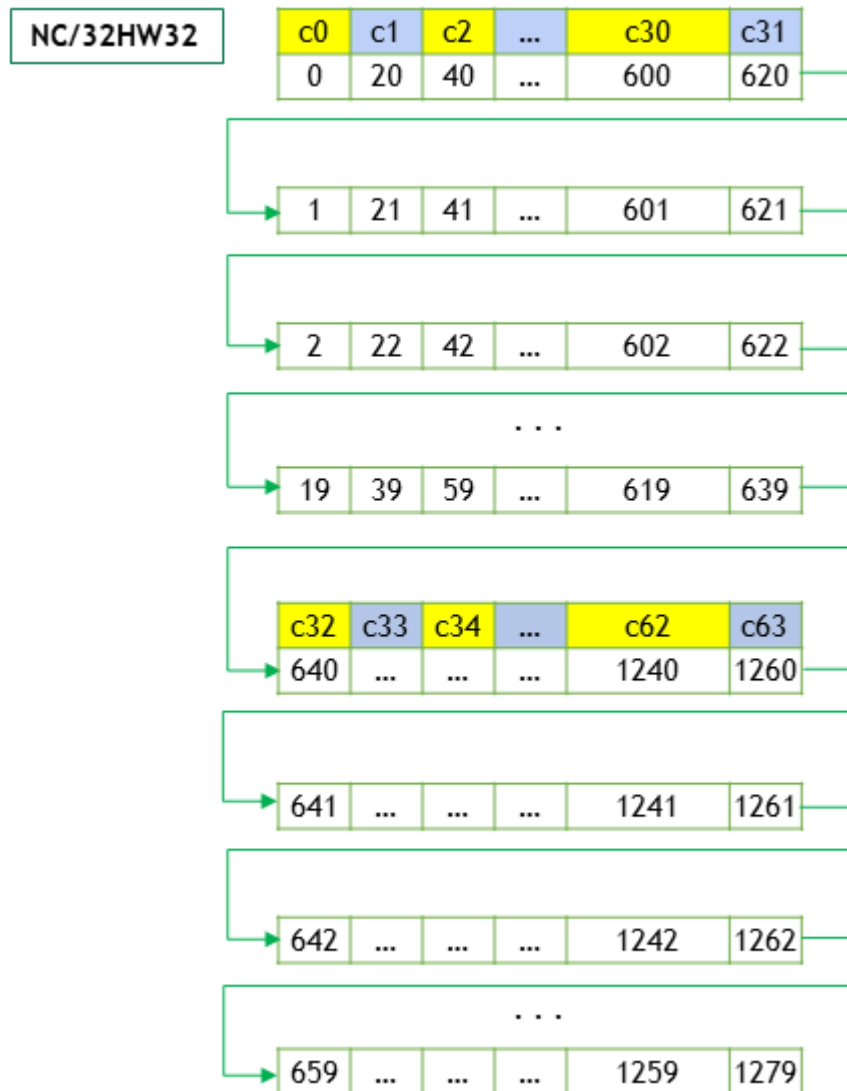 NC/32HW32
c0 c1 c2 ... c30 c31
0 20 40 ... 600 620
1 21 41 ... 601 621
2 22 42 ... 602 622
. . .
19 39 59 ... 619 639
c32 c33 c34 ... c62 c63
640 ... ... ... 1240 1260
641 ... ... ... 1241 1261
642 ... ... ... 1242 1262
. . .
659 ... ... ... 1259 1279